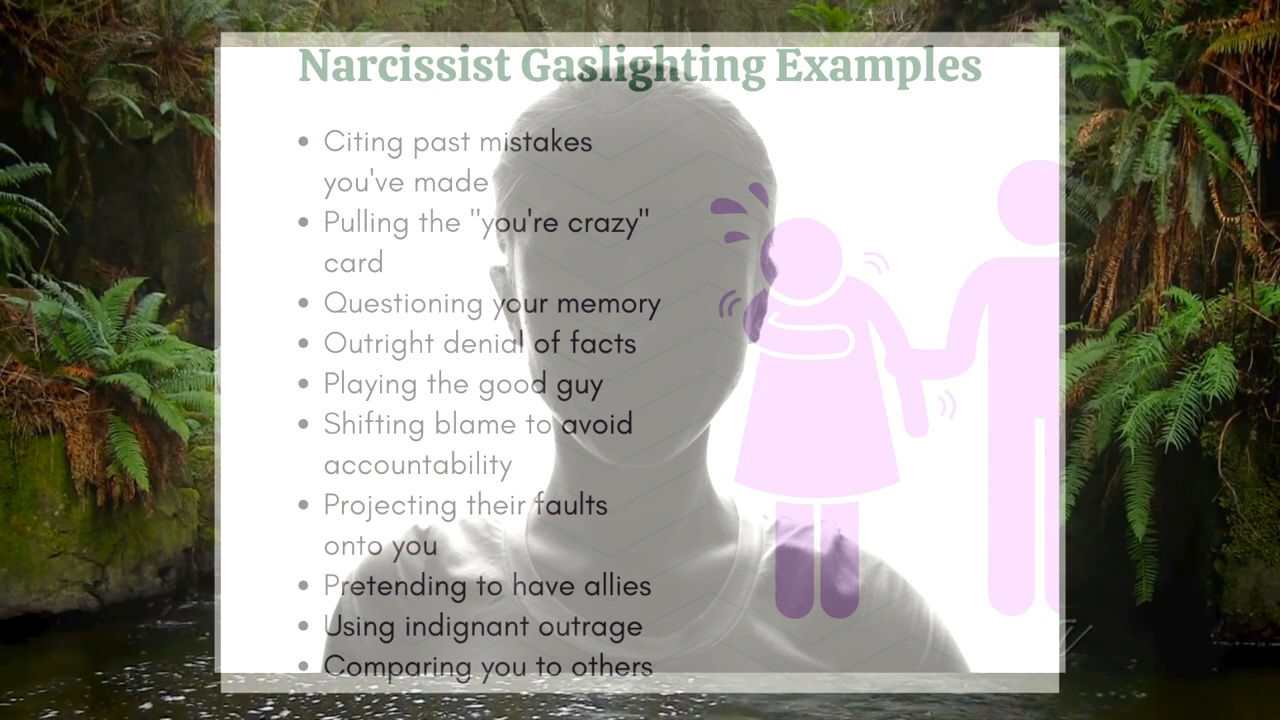 Narcissist Gaslighting Examples
• Citing past mistakes
you've made
• Pulling the "you're crazy"
card
• Questioning your memory
• Outright denial of facts
• Playing the good guy
• Shifting blame to avoid
accountability
• Projecting their faults
onto you
• Pretending to have allies
• Using indignant outrage
• Comparing you to others